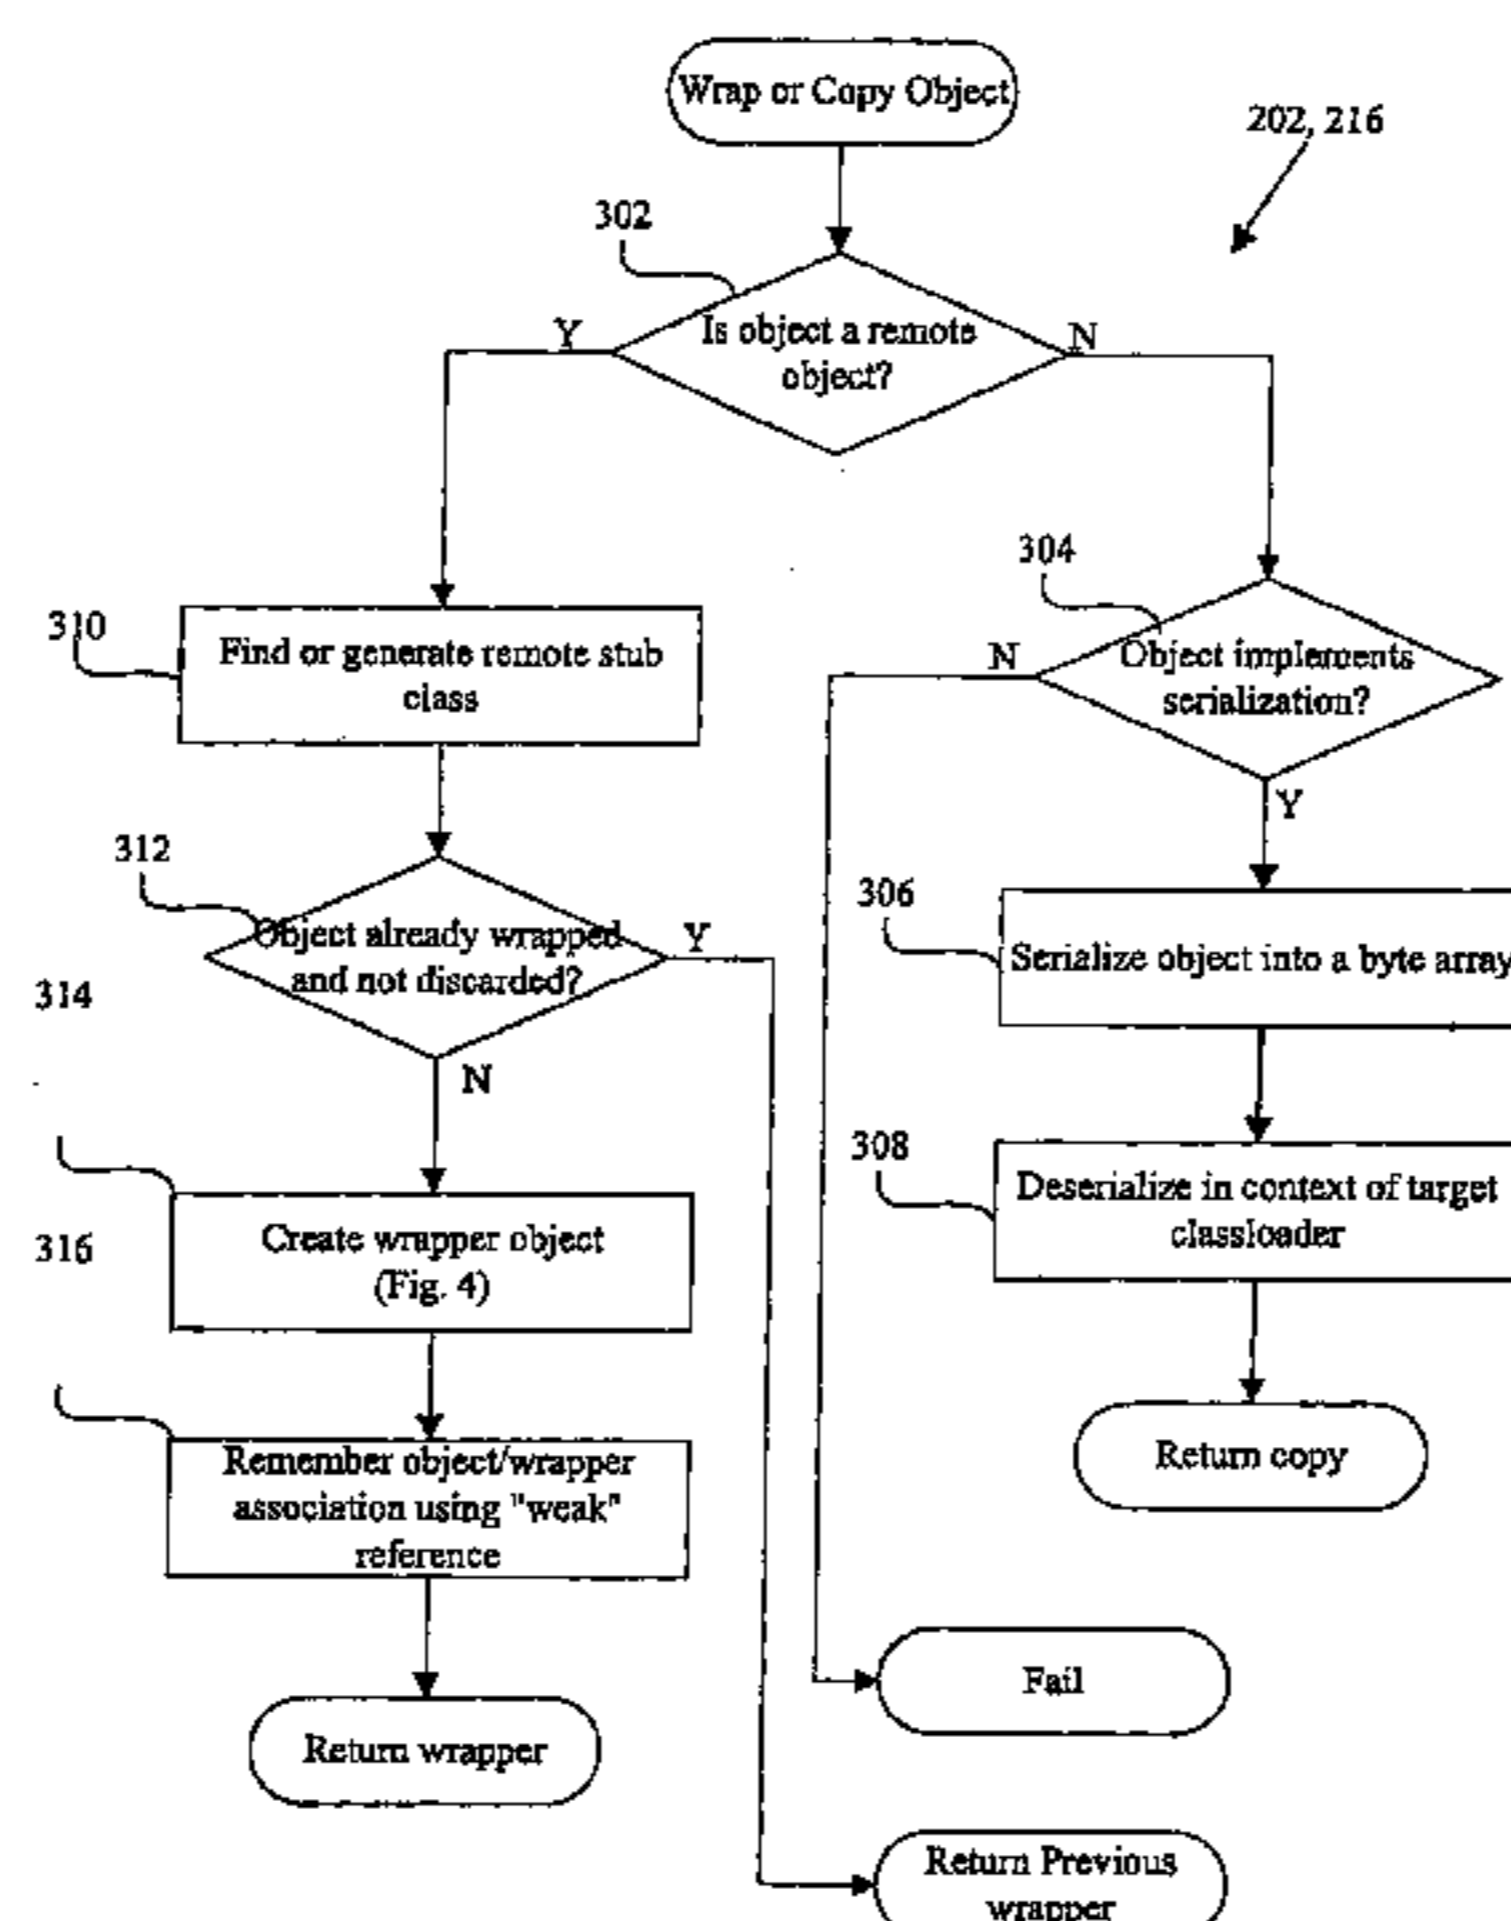 Wrap or Copy Object
202, 216
302
Is object a remote
object?
Y
N
304
Object implements
serialization?
N
Y
310
Find or generate remote stub
class
312
Object already wrapped
and not discarded?
Y
N
306
Serialize object into a byte array
314
308
Deserialize in context of target
classloader
Create wrapper object
(Fig. 4)
316
Return copy
Remember object/wrapper
association using "weak"
reference
Fail
Return wrapper
Return Previous
wrapper